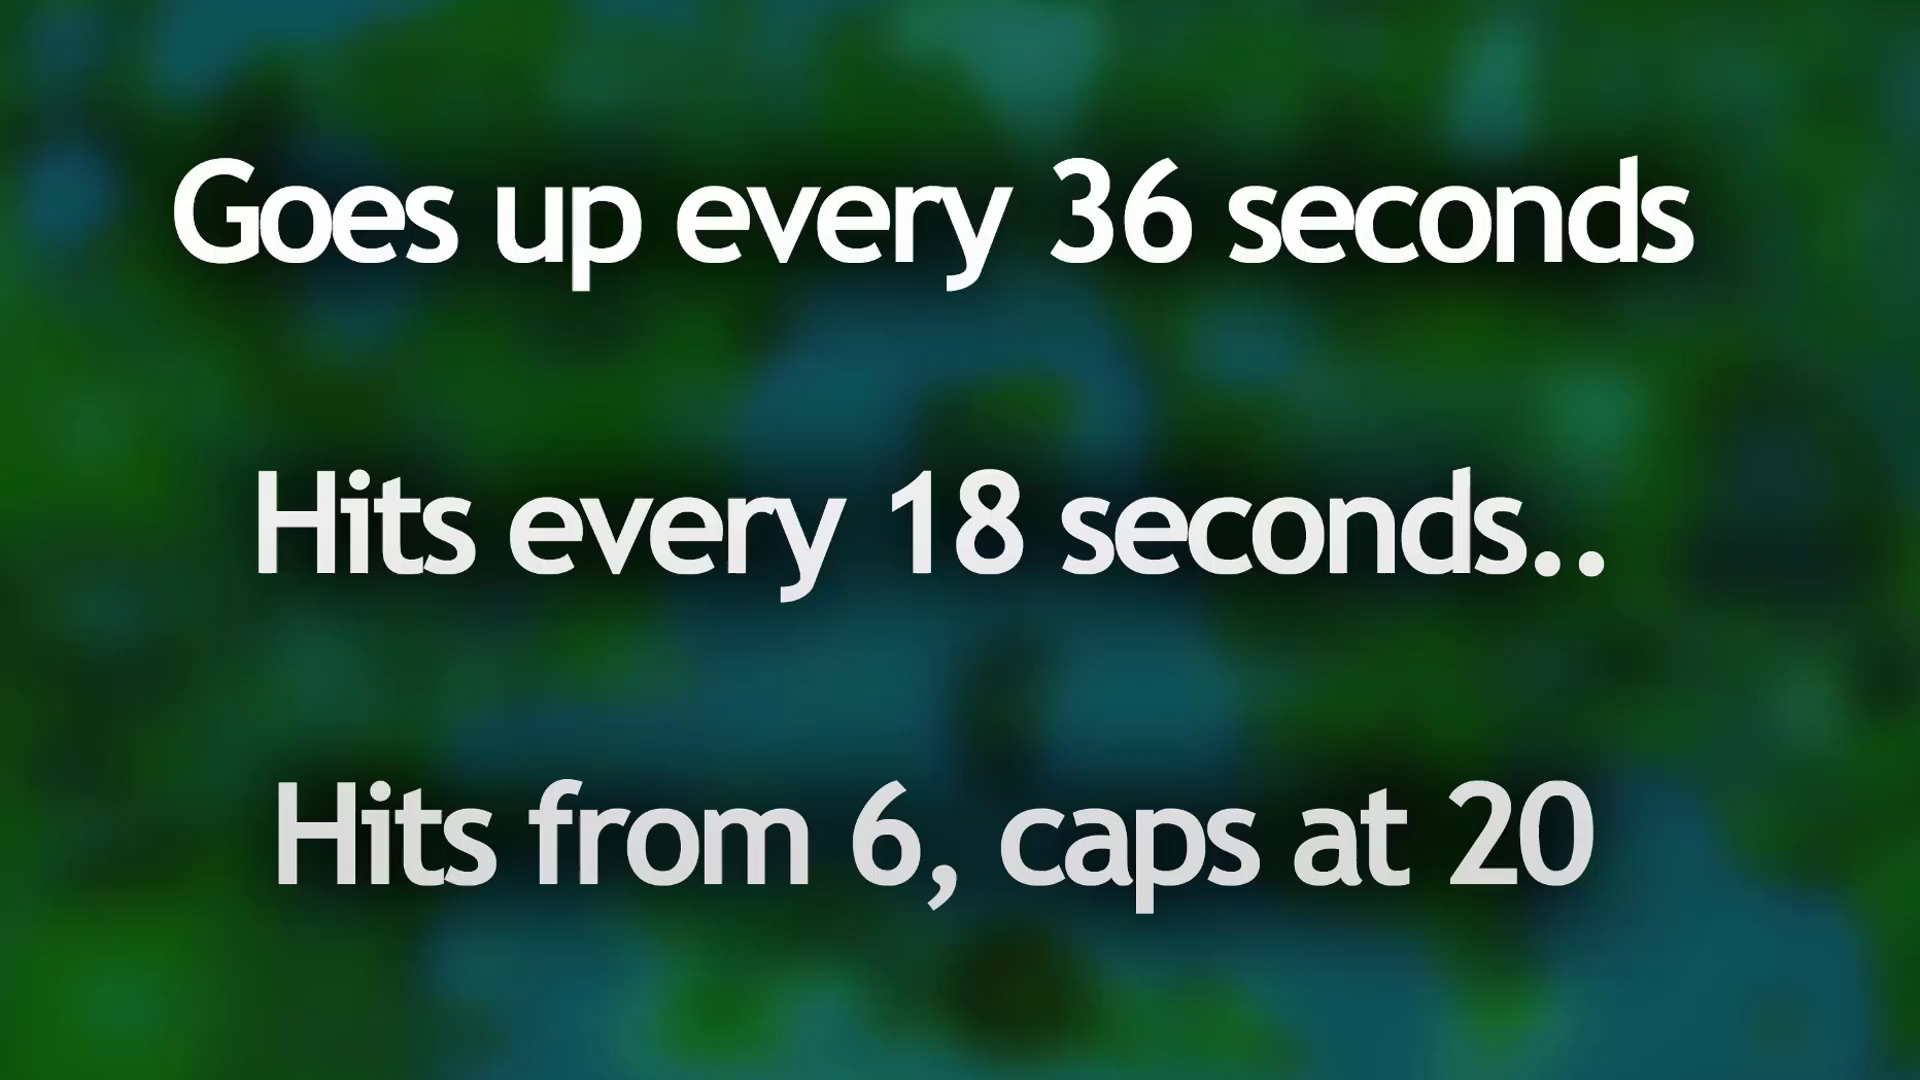 Goes up every 36 seconds
Hits every 18 seconds..
Hits from 6, caps at 20